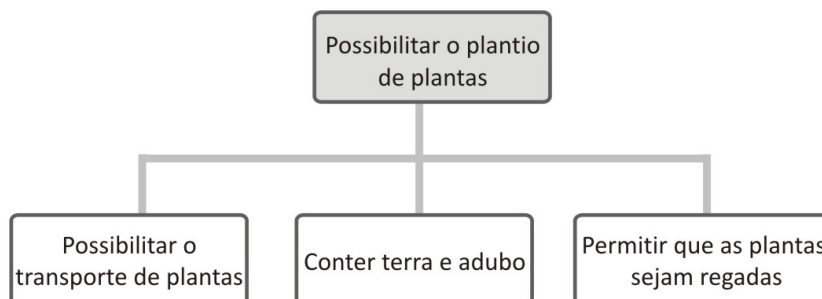 Possibilitar o plantio
de plantas
Possibilitar o
transporte de plantas
Conter terra e adubo
Permitir que as plantas
sejam regadas